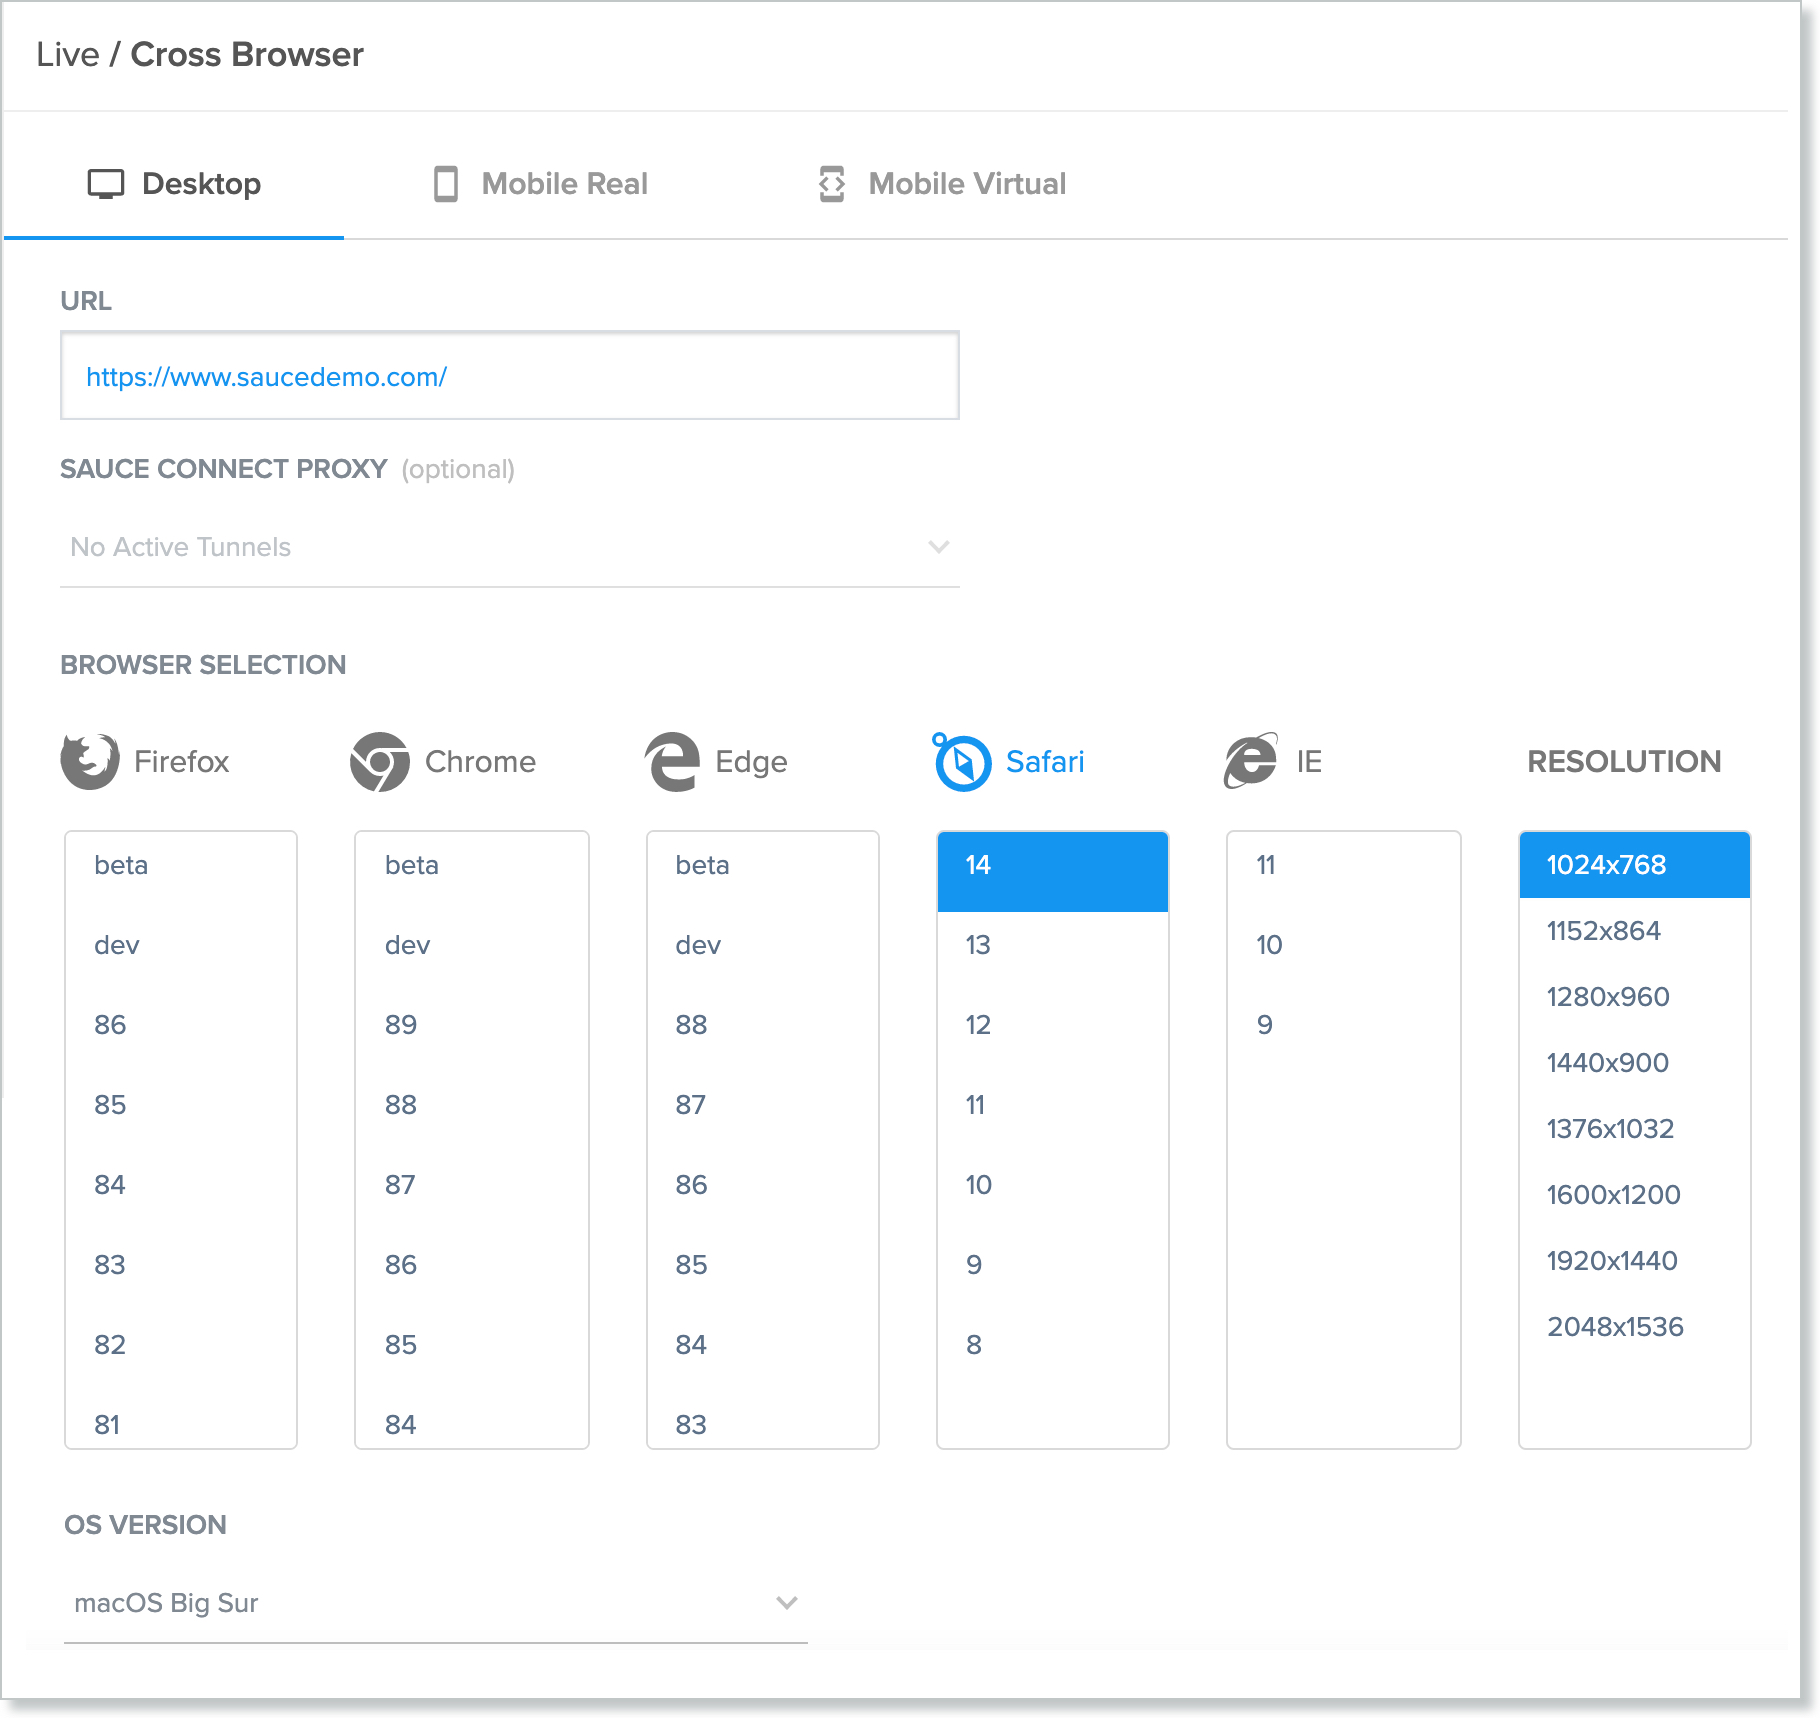 Live / Cross Browser
Desktop
Mobile Real
Mobile Virtual
URL
https://www.saucedemo.com/
SAUCE CONNECT PROXY (optional)
No Active Tunnels
BROWSER SELECTION
Firefox
beta
dev
86
85
84
83
82
81
Chrome
beta
dev
89
88
87
86
85
84
Edge
beta
dev
88
87
86
85
84
83
Safari
14
13
12
11
10
9
8
IE
11
10
9
RESOLUTION
1024x768
1152x864
1280x960
1440x900
1376x1032
1600x1200
1920x1440
2048x1536
OS VERSION
macOS Big Sur